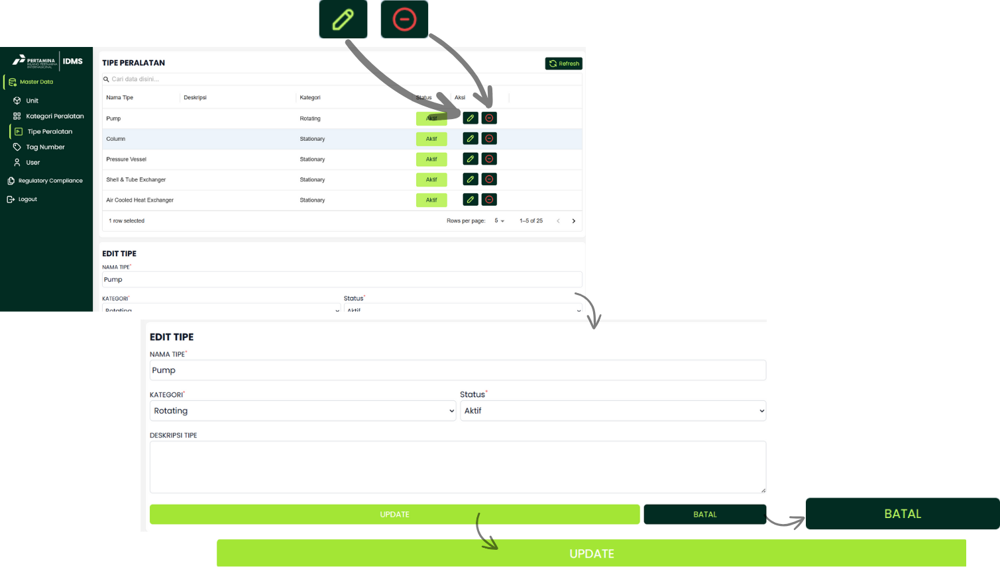 PERTAMINA
KILANG PERTAMINA
INTERNASIONAL
IDMS
Master Data
Unit
Kategori Peralatan
Tipe Peralatan
Tag Number
User
Regulatory Compliance
Logout
TIPE PERALATAN
Refresh
Cari data disini...
Nama Tipe Deskripsi Kategori Status Aksi
Pump Rotating Aktif
Column Stationary Aktif
Pressure Vessel Stationary Aktif
Shell & Tube Exchanger Stationary Aktif
Air Cooled Heat Exchanger Stationary Aktif
1 row selected Rows per page: 5 1–5 of 25
EDIT TIPE
NAMA TIPE*
Pump
KATEGORI* Status*
Rotating Aktif
EDIT TIPE
NAMA TIPE*
Pump
KATEGORI* Status*
Rotating Aktif
DESKRIPSI TIPE
UPDATE BATAL
BATAL
UPDATE